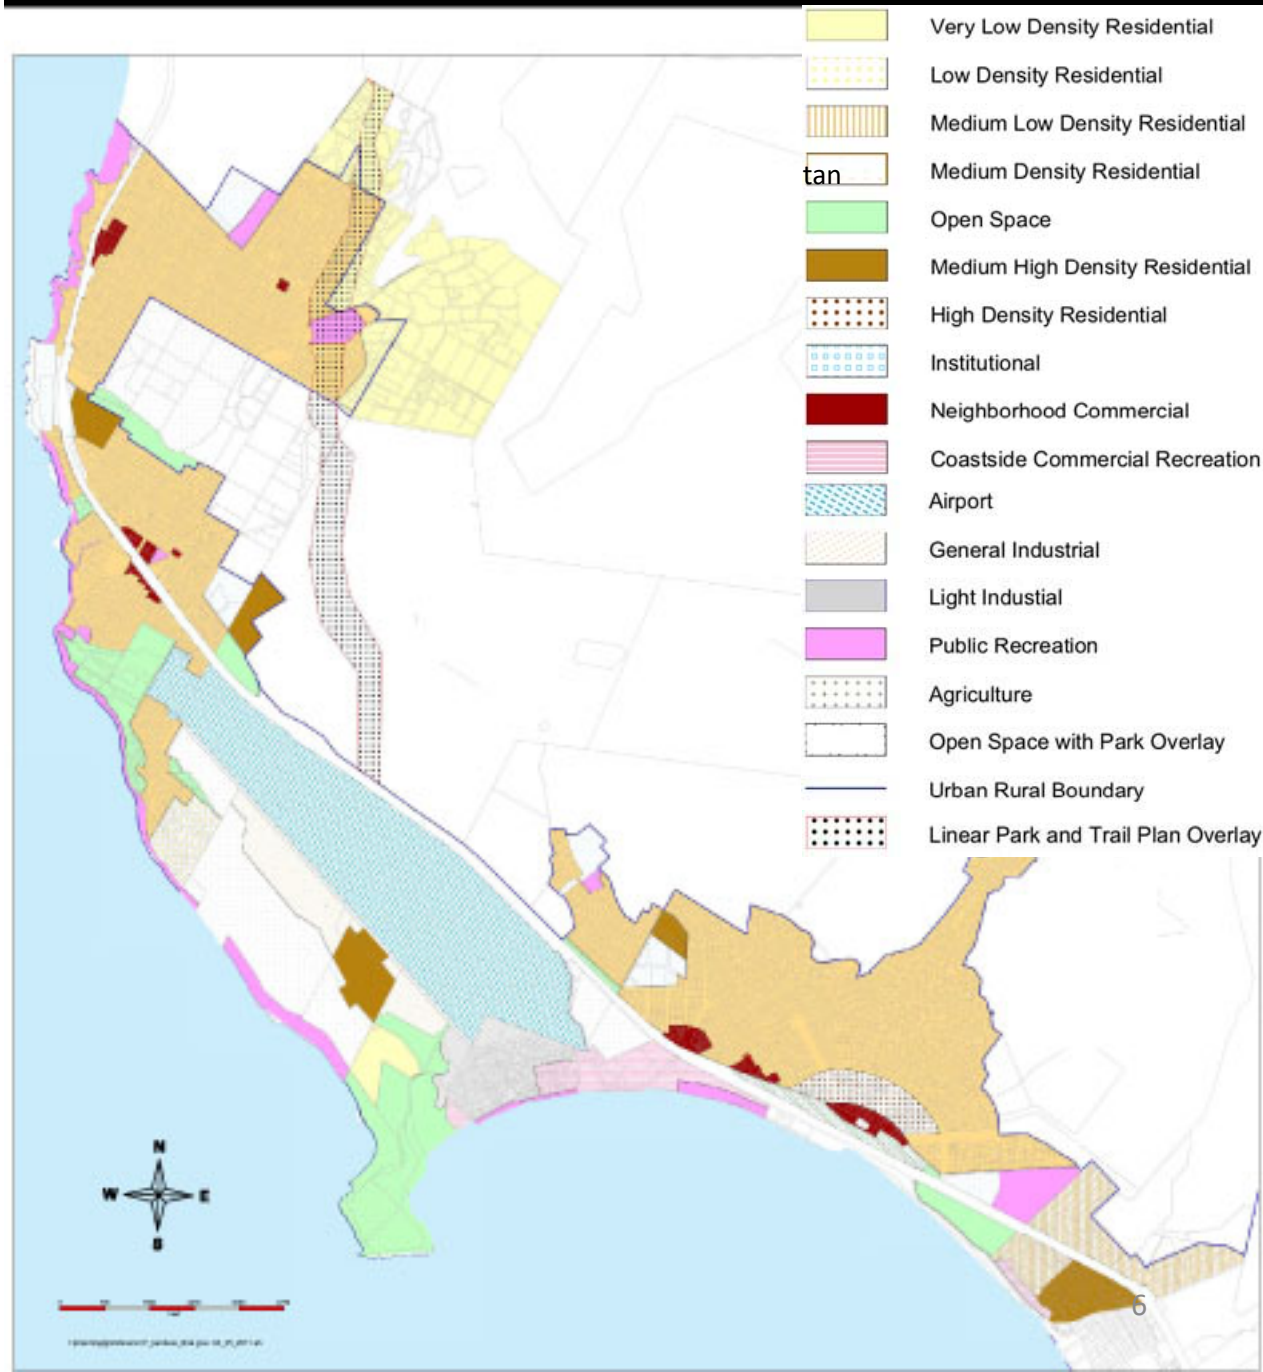 Very Low Density Residential
Low Density Residential
Medium Low Density Residential
tan
Medium Density Residential
Open Space
Medium High Density Residential
High Density Residential
Institutional
Neighborhood Commercial
Coastside Commercial Recreation
Airport
General Industrial
Light Industial
Public Recreation
Agriculture
Open Space with Park Overlay
Urban Rural Boundary
Linear Park and Trail Plan Overlay
N
W E
S
6